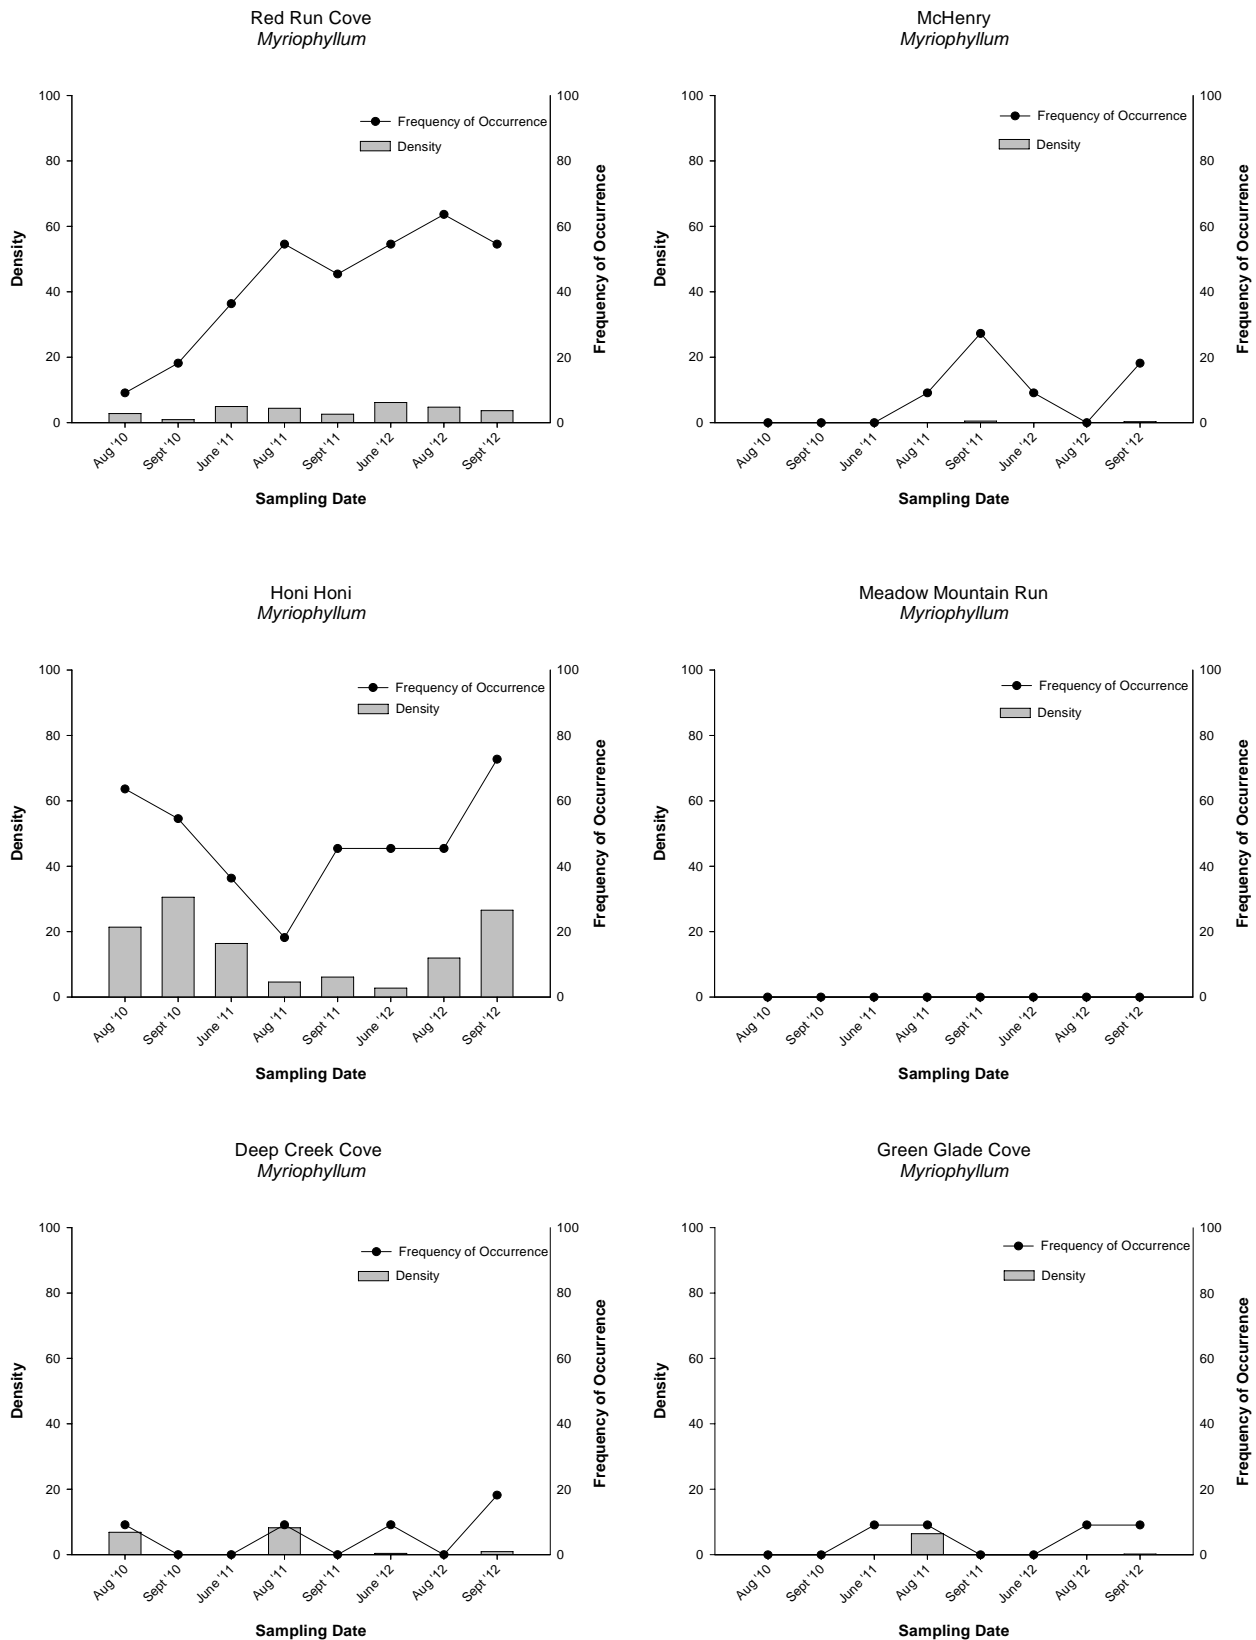 Red Run Cove
Myriophyllum
100
80
60
40
20
0
Density
Frequency of Occurrence
Density
100
80
60
40
20
0
Frequency of Occurrence
Aug '10
Sept '10
June '11
Aug '11
Sept '11
June '12
Aug '12
Sept '12
Sampling Date
McHenry
Myriophyllum
100
80
60
40
20
0
Density
Frequency of Occurrence
Density
100
80
60
40
20
0
Frequency of Occurrence
Aug '10
Sept '10
June '11
Aug '11
Sept '11
June '12
Aug '12
Sept '12
Sampling Date
Honi Honi
Myriophyllum
100
80
60
40
20
0
Density
Frequency of Occurrence
Density
100
80
60
40
20
0
Frequency of Occurrence
Aug '10
Sept '10
June '11
Aug '11
Sept '11
June '12
Aug '12
Sept '12
Sampling Date
Meadow Mountain Run
Myriophyllum
100
80
60
40
20
0
Density
Frequency of Occurrence
Density
100
80
60
40
20
0
Frequency of Occurrence
Aug '10
Sept '10
June '11
Aug '11
Sept '11
June '12
Aug '12
Sept '12
Sampling Date
Deep Creek Cove
Myriophyllum
100
80
60
40
20
0
Density
Frequency of Occurrence
Density
100
80
60
40
20
0
Frequency of Occurrence
Aug '10
Sept '10
June '11
Aug '11
Sept '11
June '12
Aug '12
Sept '12
Sampling Date
Green Glade Cove
Myriophyllum
100
80
60
40
20
0
Density
Frequency of Occurrence
Density
100
80
60
40
20
0
Frequency of Occurrence
Aug '10
Sept '10
June '11
Aug '11
Sept '11
June '12
Aug '12
Sept '12
Sampling Date